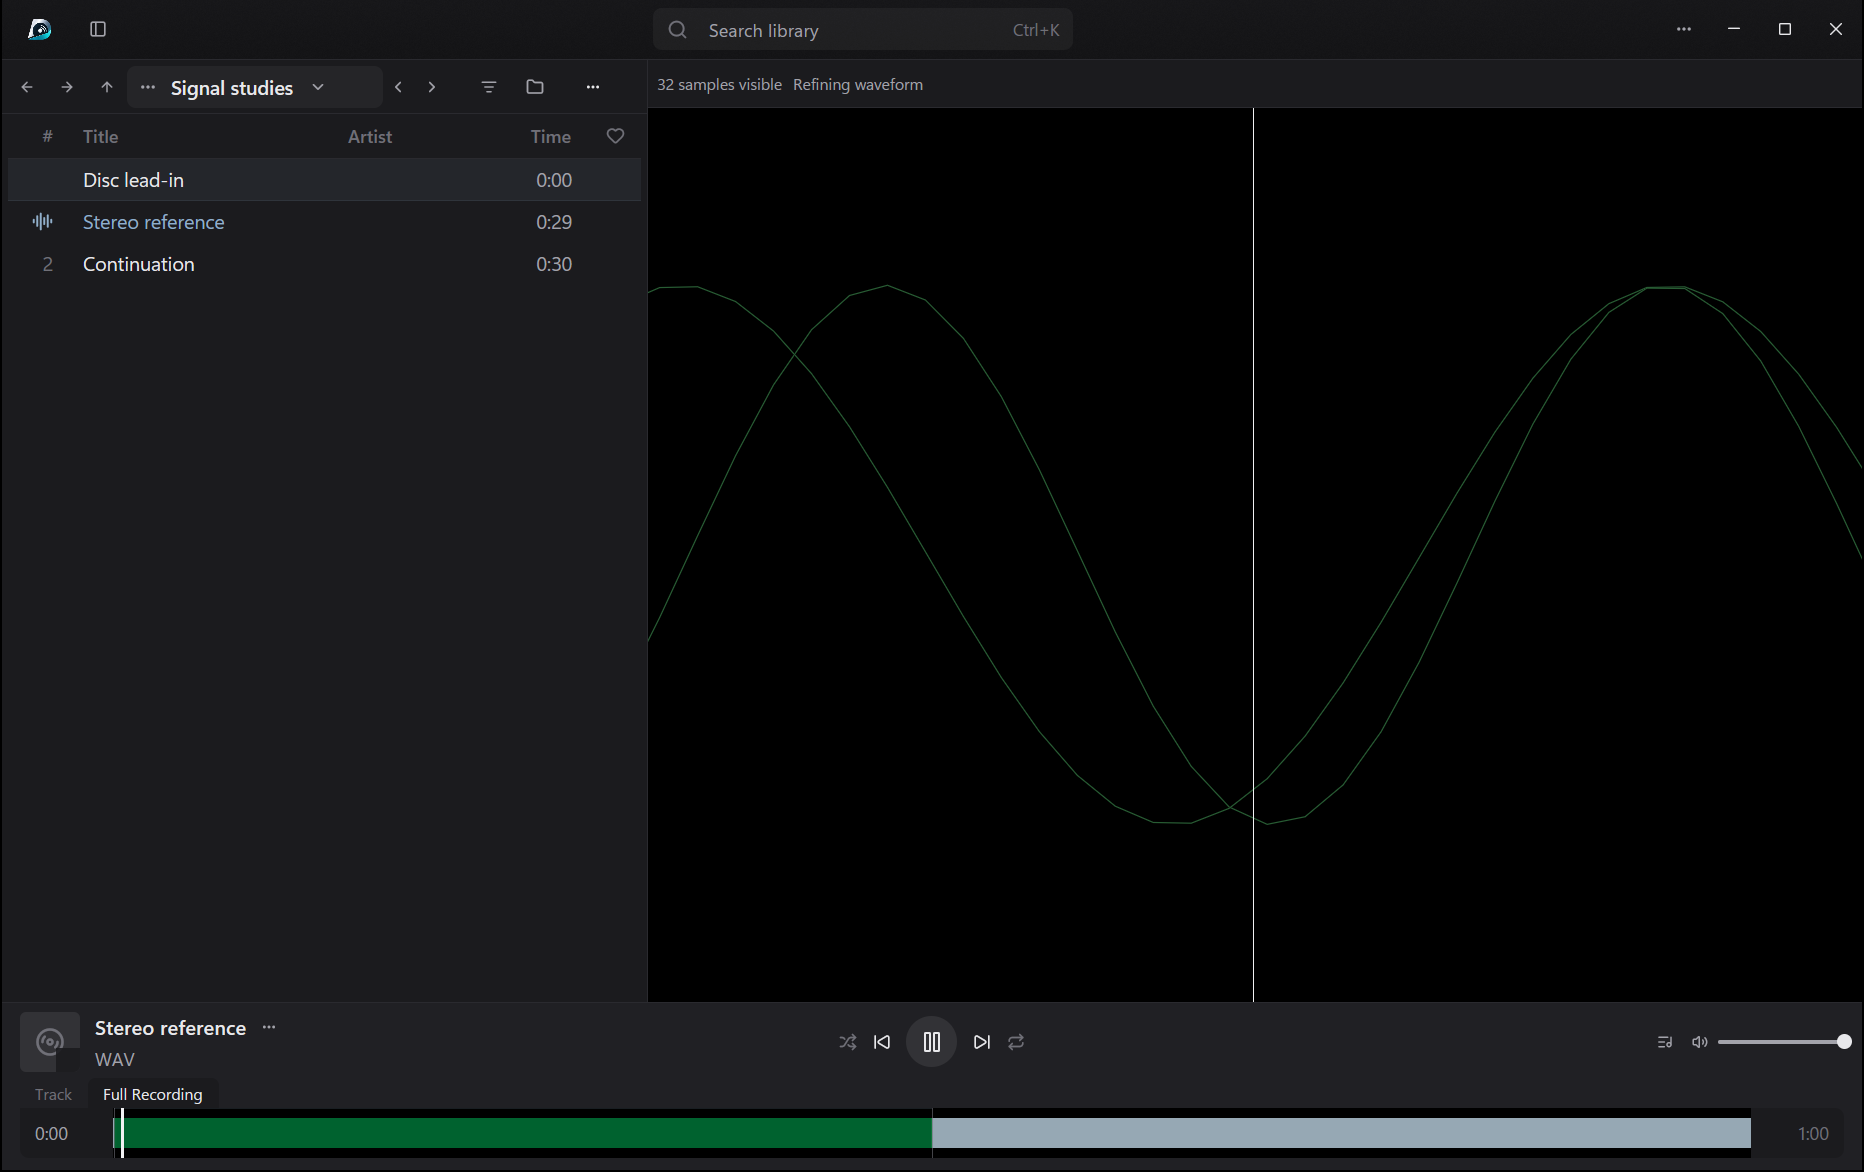 Search library Ctrl+K
Signal studies
32 samples visible Refining waveform
# Title Artist Time
Disc lead-in 0:00
Stereo reference 0:29
2 Continuation 0:30
Stereo reference
WAV
Track Full Recording
0:00 1:00